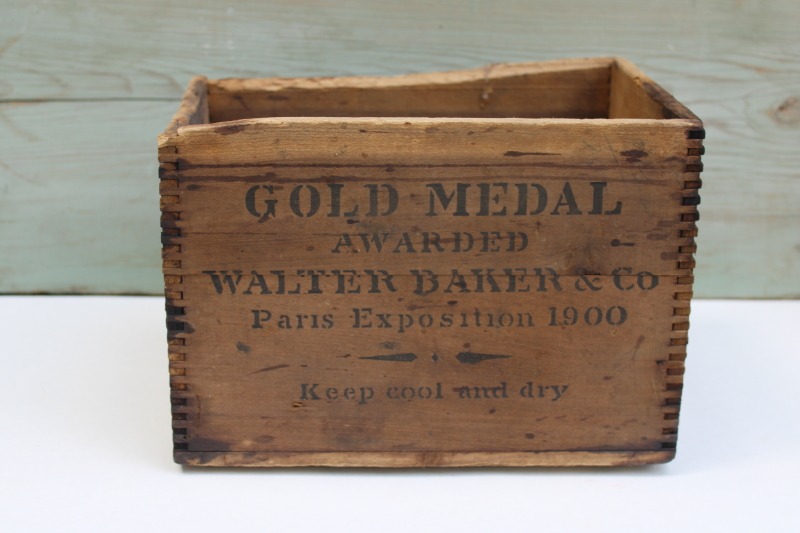 GOLD MEDAL
AWARDED
WALTER BAKER & Co
Paris Exposition 1900
Keep cool and dry